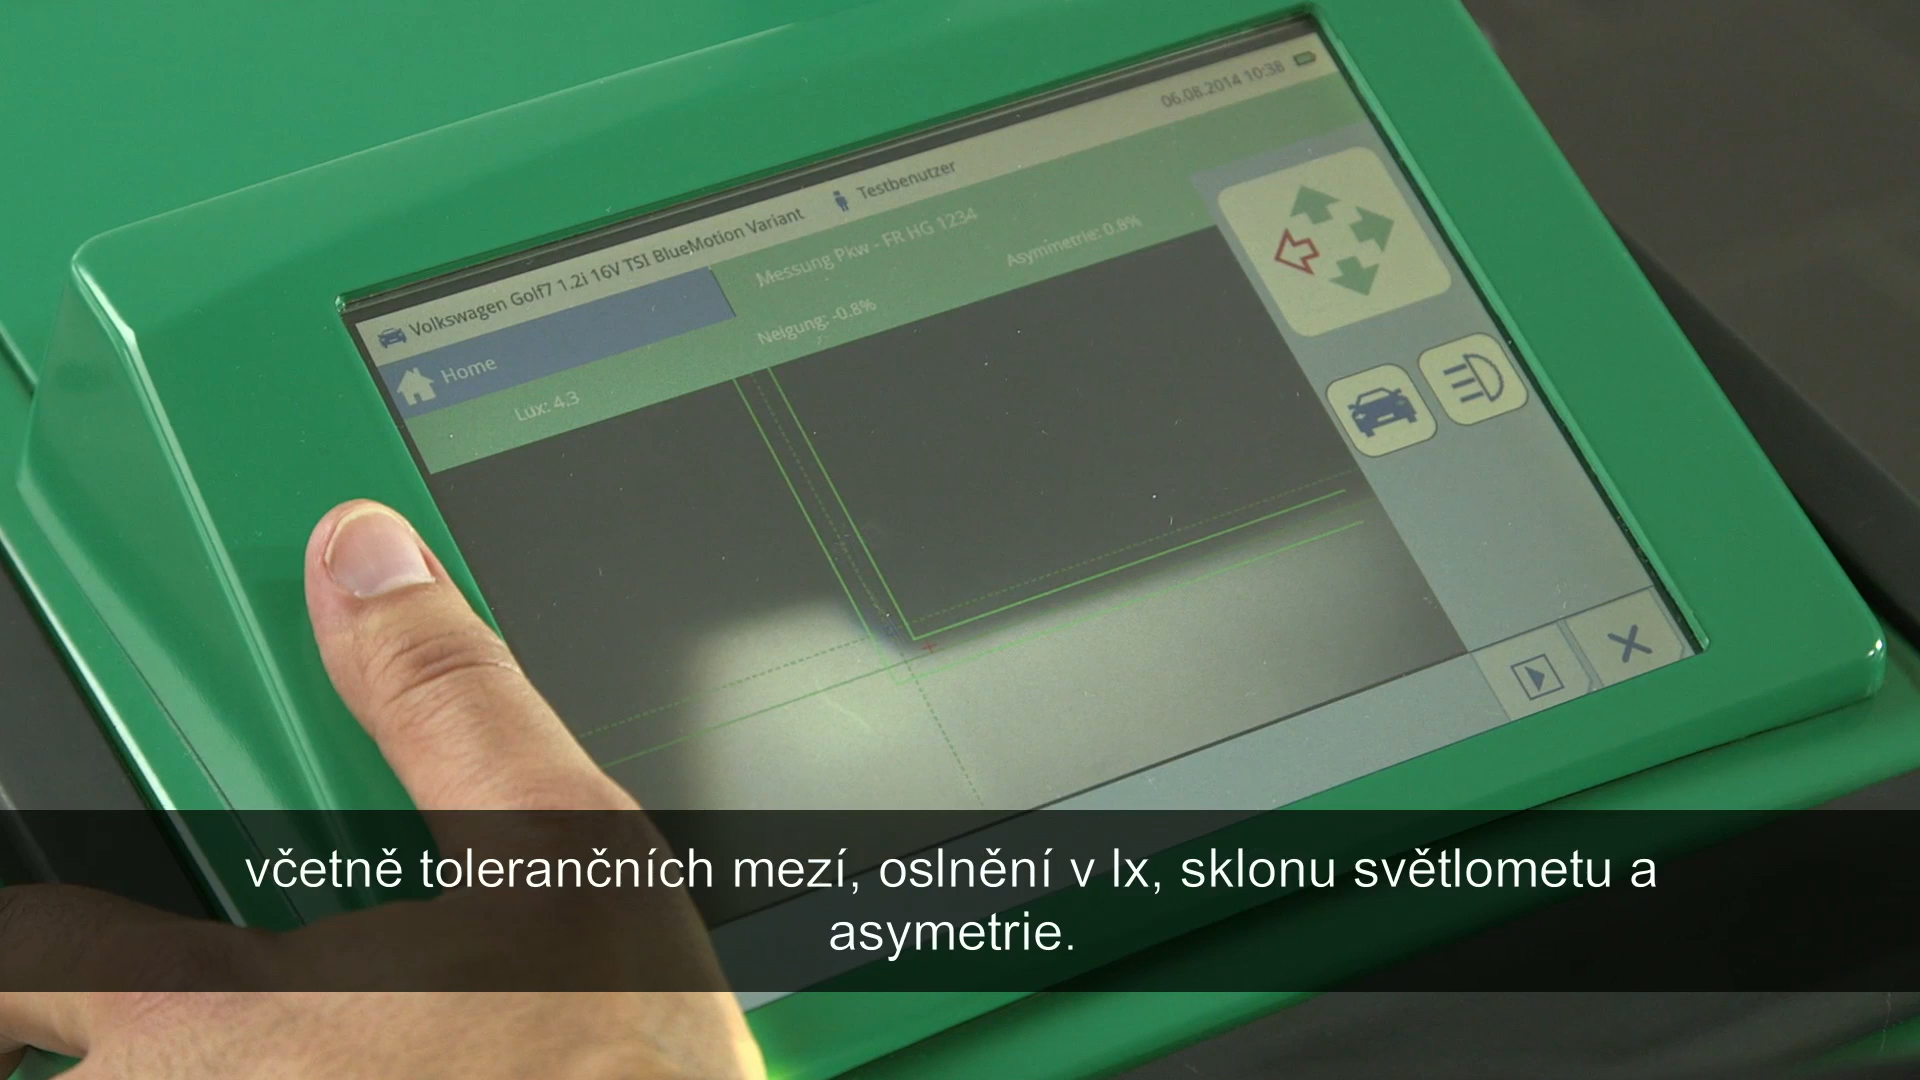 06.08.2014 10:38
Volkswagen Golf7 1.2i 16V TSI BlueMotion Variant
Testbenutzer
Home
Messung Pkw - FR HG 1234
Lux: 4.3
Neigung: -0.8%
Asymmetrie: 0.8%
včetně tolerančních mezí, oslnění v lx, sklonu světlometu a
asymetrie.